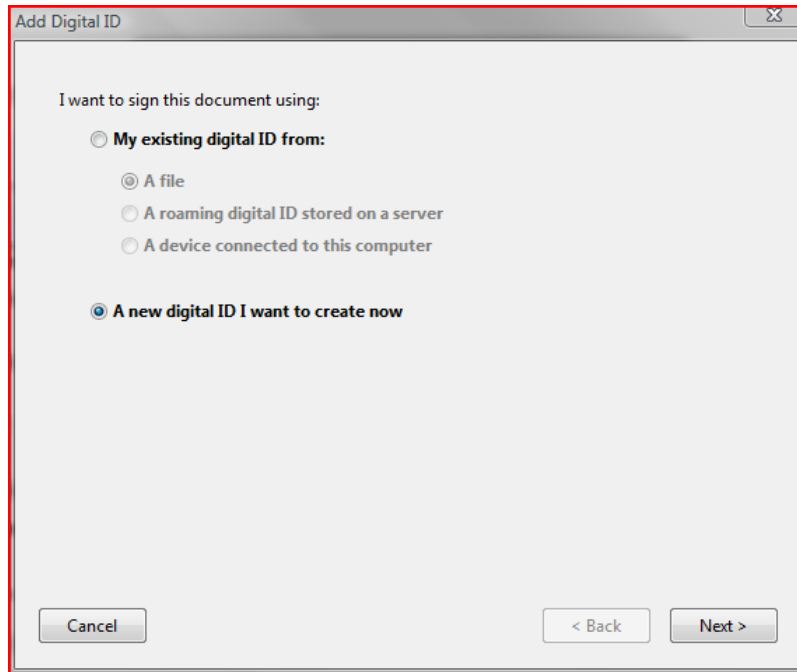 Add Digital ID
I want to sign this document using:
My existing digital ID from:
A file
A roaming digital ID stored on a server
A device connected to this computer
A new digital ID I want to create now
Cancel
< Back
Next >